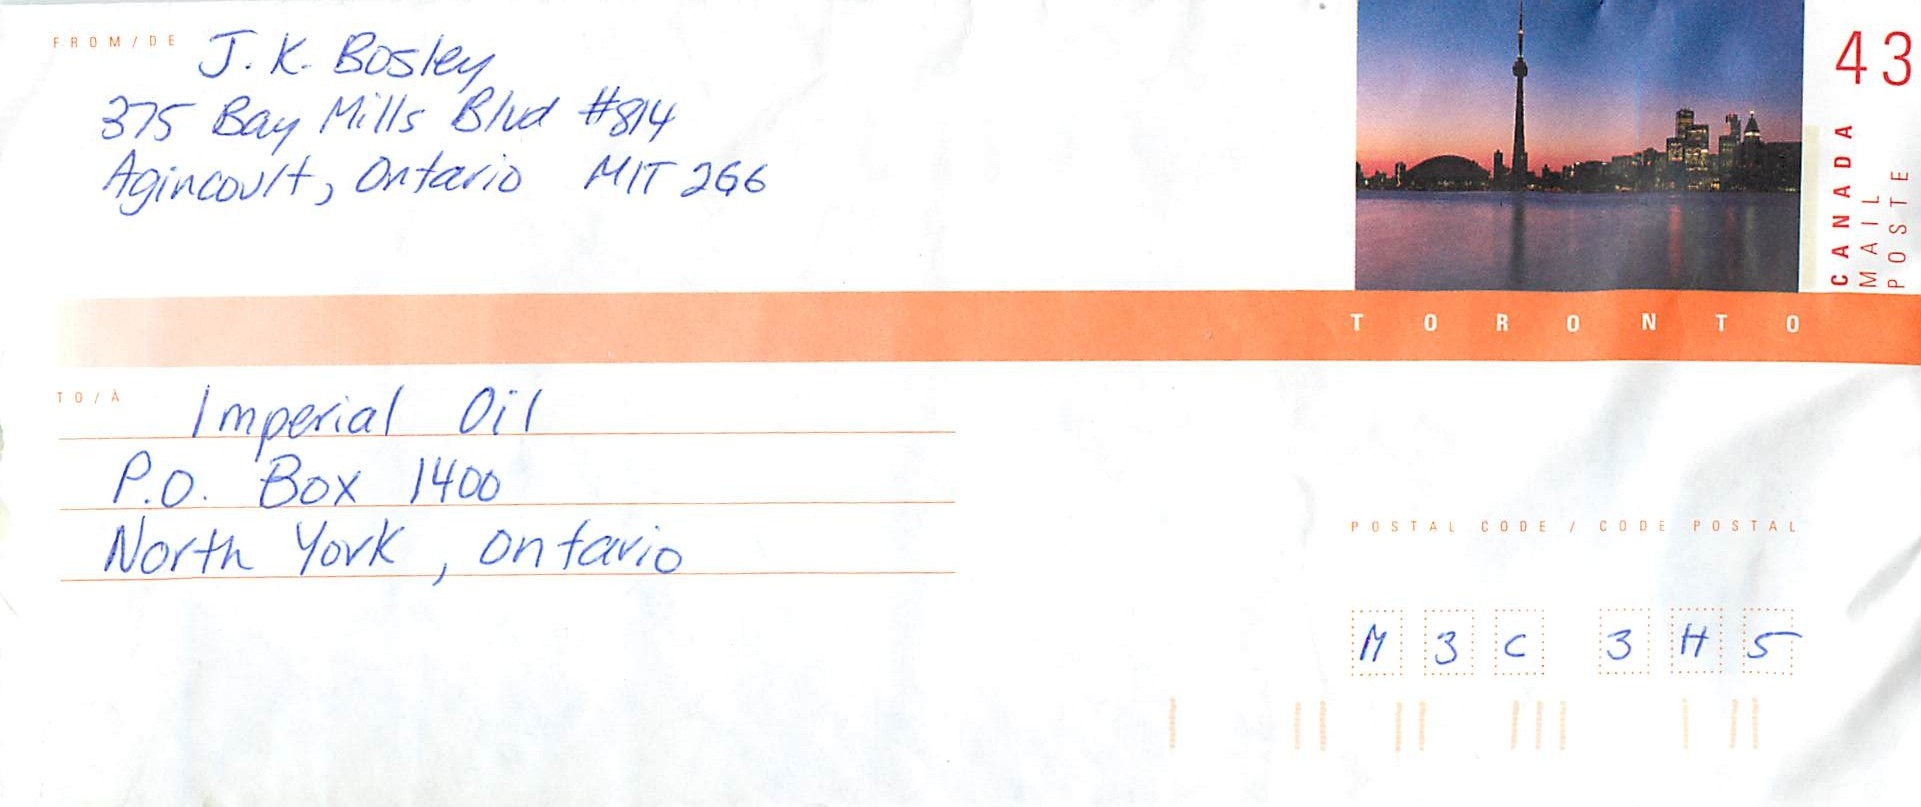 FROM/DE J. K. Bosley
375 Bay Mills Blvd #814
Agincourt, Ontario M1T 2G6
43
CANADA
MAIL
POSTE
TORONTO
TO/À Imperial Oil
P.O. Box 1400
North York, Ontario
POSTAL CODE / CODE POSTAL
M3C 3H5